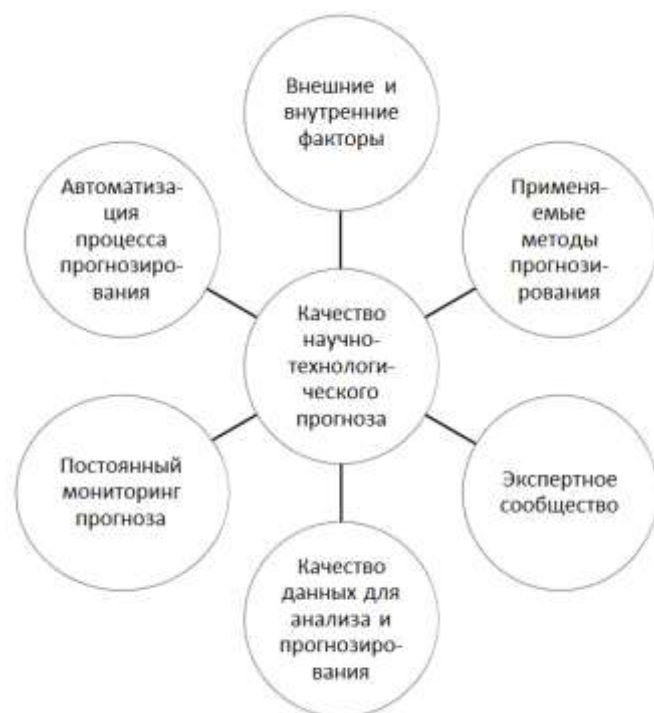 Внешние и
внутренние
факторы
Автоматиза-
ция
процесса
прогнозиро-
вания
Применя-
емые
методы
прогнози-
рования
Качество
научно-
технологи-
ческого
прогноза
Постоянный
мониторинг
прогноза
Экспертное
сообщество
Качество
данных для
анализа и
прогнозиро-
вания